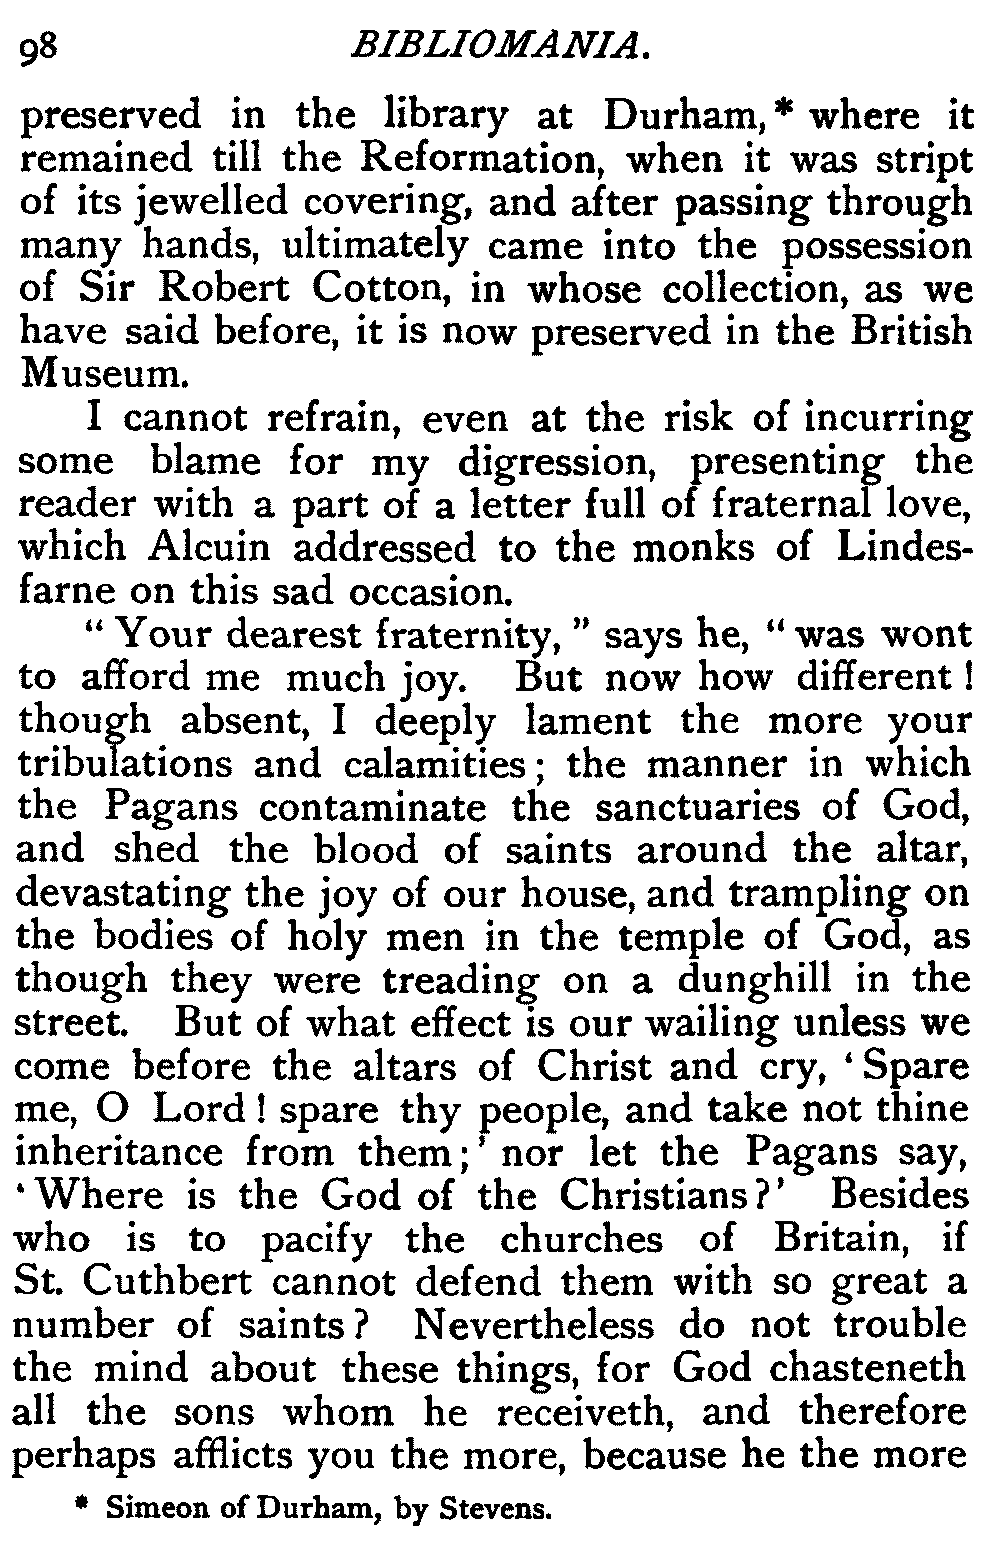 98 BIBLIOMANIA.
preserved in the library at Durham,* where it
remained till the Reformation, when it was stript
of its jewelled covering, and after passing through
many hands, ultimately came into the possession
of Sir Robert Cotton, in whose collection, as we
have said before, it is now preserved in the British
Museum.
I cannot refrain, even at the risk of incurring
some blame for my digression, presenting the
reader with a part of a letter full of fraternal love,
which Alcuin addressed to the monks of Lindes-
farne on this sad occasion.
“ Your dearest fraternity, ” says he, “ was wont
to afford me much joy. But now how different !
though absent, I deeply lament the more your
tribulations and calamities ; the manner in which
the Pagans contaminate the sanctuaries of God,
and shed the blood of saints around the altar,
devastating the joy of our house, and trampling on
the bodies of holy men in the temple of God, as
though they were treading on a dunghill in the
street. But of what effect is our wailing unless we
come before the altars of Christ and cry, ‘ Spare
me, O Lord ! spare thy people, and take not thine
inheritance from them ; ’ nor let the Pagans say,
‘ Where is the God of the Christians ? ’ Besides
who is to pacify the churches of Britain, if
St. Cuthbert cannot defend them with so great a
number of saints ? Nevertheless do not trouble
the mind about these things, for God chasteneth
all the sons whom he receiveth, and therefore
perhaps afflicts you the more, because he the more
* Simeon of Durham, by Stevens.